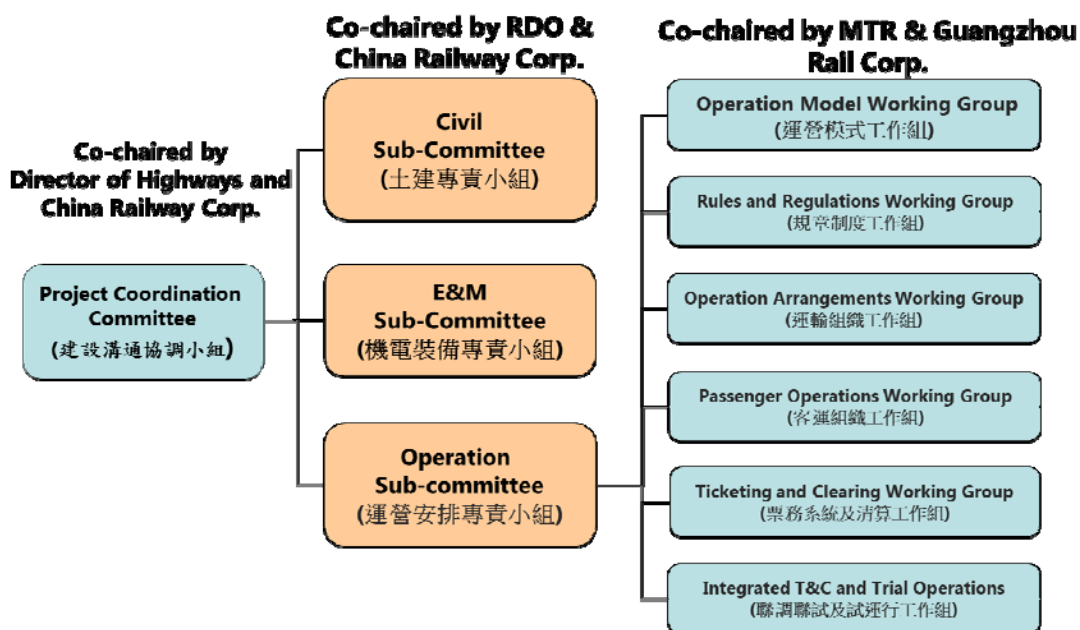 Co-chaired by RDO &
China Railway Corp.
Co-chaired by MTR & Guangzhou
Rail Corp.
Co-chaired by
Director of Highways and
China Railway Corp.
Project Coordination
Committee
(建設溝通協調小組)
Civil
Sub-Committee
(土建專責小組)
E&M
Sub-Committee
(機電裝備專責小組)
Operation
Sub-committee
(運營安排專責小組)
Operation Model Working Group
(運營模式工作組)
Rules and Regulations Working Group
(規章制度工作組)
Operation Arrangements Working Group
(運輸組織工作組)
Passenger Operations Working Group
(客運組織工作組)
Ticketing and Clearing Working Group
(票務系統及清算工作組)
Integrated T&C and Trial Operations
(聯調聯試及試運行工作組)